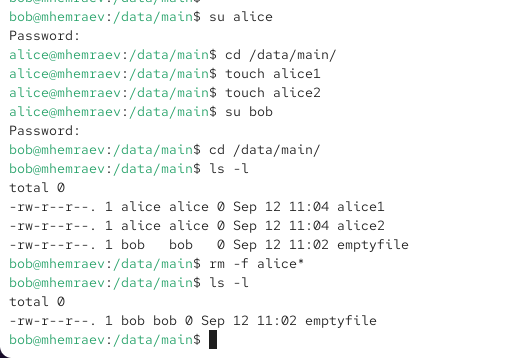 bob@mhemraev:/data/main$ su alice
Password:
alice@mhemraev:/data/main$ cd /data/main/
alice@mhemraev:/data/main$ touch alice1
alice@mhemraev:/data/main$ touch alice2
alice@mhemraev:/data/main$ su bob
Password:
bob@mhemraev:/data/main$ cd /data/main/
bob@mhemraev:/data/main$ ls -l
total 0
-rw-r--r--. 1 alice alice 0 Sep 12 11:04 alice1
-rw-r--r--. 1 alice alice 0 Sep 12 11:04 alice2
-rw-r--r--. 1 bob   bob   0 Sep 12 11:02 emptyfile
bob@mhemraev:/data/main$ rm -f alice*
bob@mhemraev:/data/main$ ls -l
total 0
-rw-r--r--. 1 bob bob 0 Sep 12 11:02 emptyfile
bob@mhemraev:/data/main$